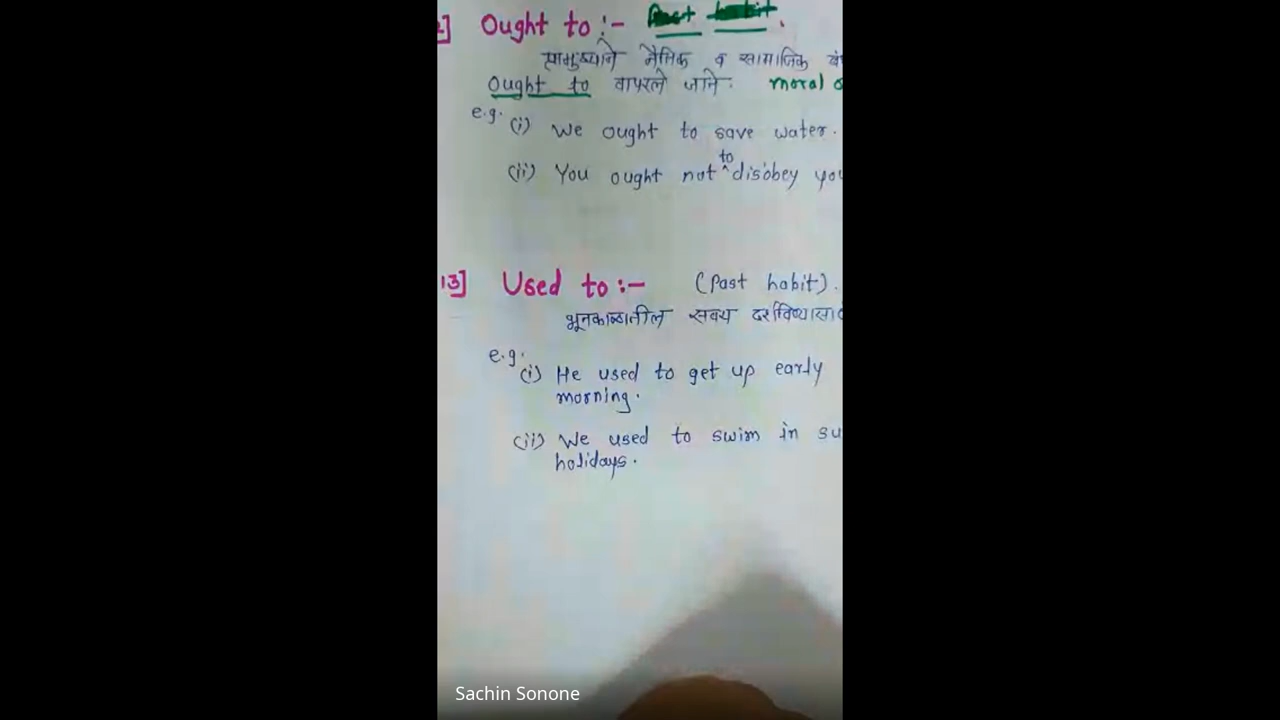 2] Ought to :-
प्रामुख्याने नैतिक व सामाजिक
Ought to वापरले जाते. moral
e.g. (i) We ought to save water.
(ii) You ought not to disobey you
13] Used to :- (Past habit).
भूतकाळातील सवय दर्शविण्यासा
e.g. (i) He used to get up early
morning.
(ii) We used to swim in su
holidays.
Sachin Sonone